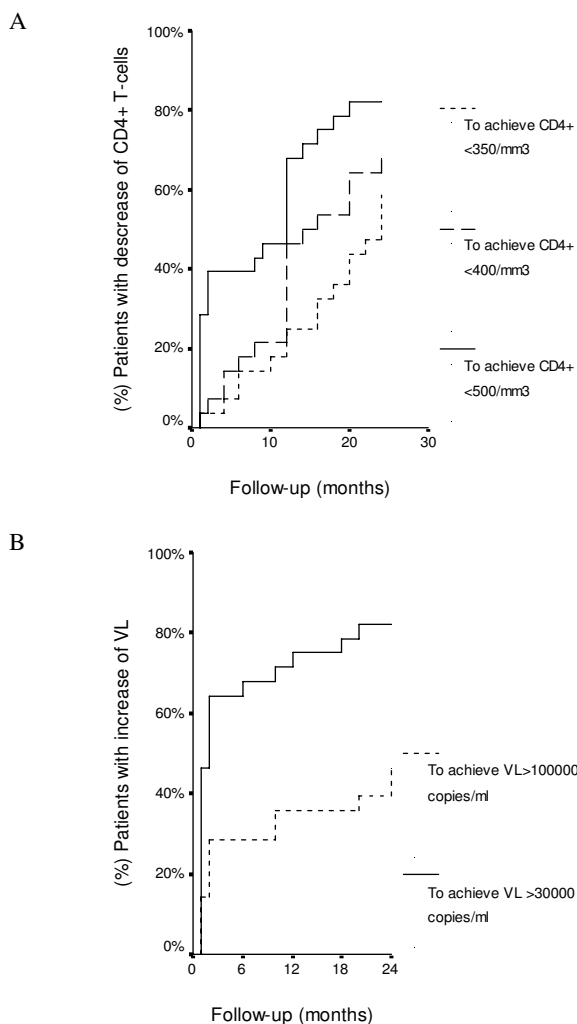 A
100%
80%
60%
40%
20%
0%
0
10
20
30
(%) Patients with descrease of CD4+ T-cells
Follow-up (months)
To achieve CD4+
<350/mm3
To achieve CD4+
<400/mm3
To achieve CD4+
<500/mm3
B
100%
80%
60%
40%
20%
0%
0
6
12
18
24
(%) Patients with increase of VL
Follow-up (months)
To achieve VL>100000
copies/ml
To achieve VL >30000
copies/ml